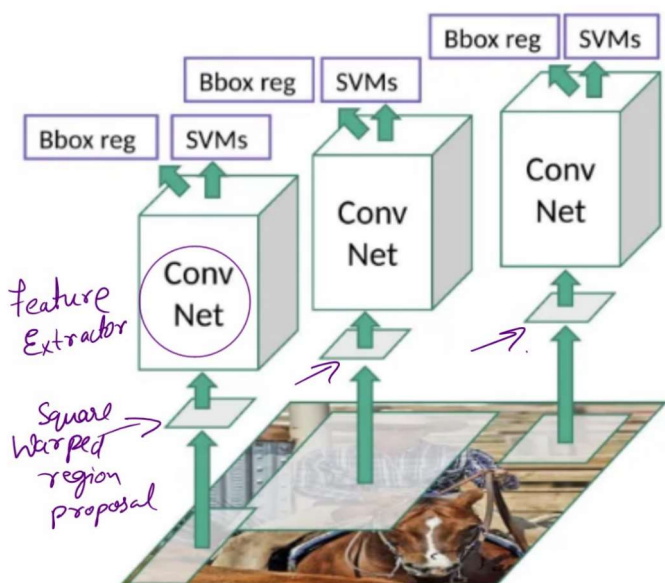 Bbox reg SVMs
Bbox reg SVMs
Bbox reg SVMs
Conv
Net
Conv
Net
Conv
Net
Feature
Extractor
Square
Warped
region
proposal